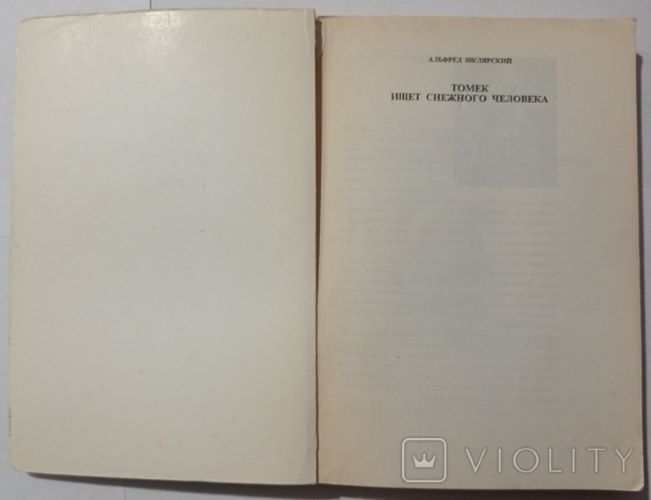 АЛЬФРЕД ШКЛЯРСКИЙ
ТОМЕК
ИЩЕТ СНЕЖНОГО ЧЕЛОВЕКА
VIOLITY